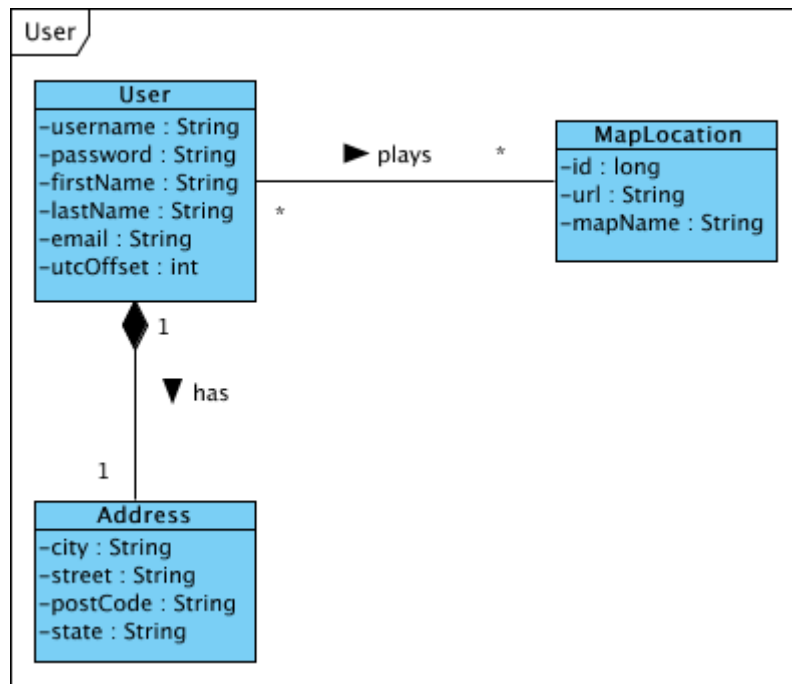 User
User
-username : String
-password : String
-firstName : String
-lastName : String
-email : String
-utcOffset : int
plays
*
*
MapLocation
-id : long
-url : String
-mapName : String
1
has
1
Address
-city : String
-street : String
-postCode : String
-state : String